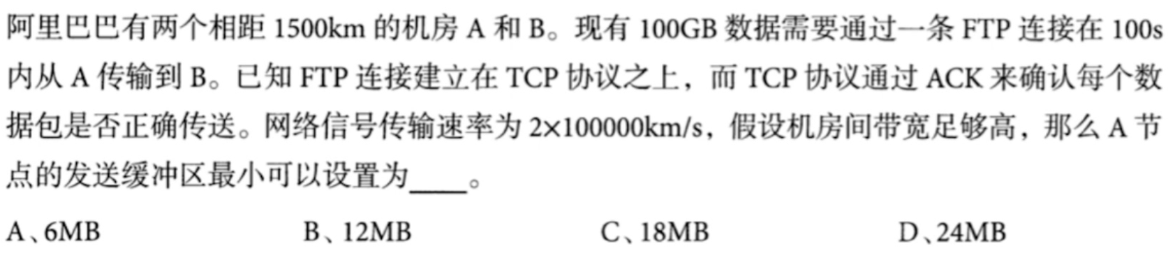 阿里巴巴有两个相距 1500km 的机房 A 和 B。现有 100GB 数据需要通过一条 FTP 连接在 100s
内从 A 传输到 B。已知 FTP 连接建立在 TCP 协议之上，而 TCP 协议通过 ACK 来确认每个数
据包是否正确传送。网络信号传输速率为 2×100000km/s，假设机房间带宽足够高，那么 A 节
点的发送缓冲区最小可以设置为____。
A、6MB B、12MB C、18MB D、24MB